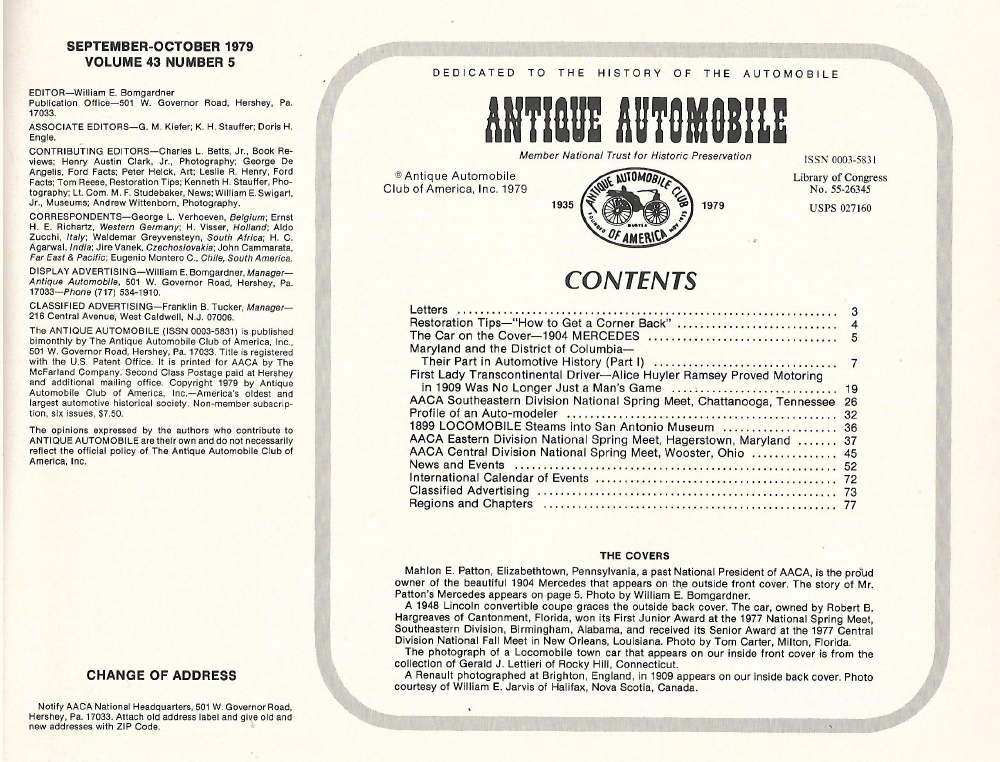 SEPTEMBER-OCTOBER 1979
VOLUME 43 NUMBER 5
EDITOR—William E. Bomgardner
Publication Office—501 W. Governor Road, Hershey, Pa.
17033.
ASSOCIATE EDITORS—G. M. Kiefer; K. H. Stauffer; Doris H.
Engle.
CONTRIBUTING EDITORS—Charles L. Betts, Jr., Book Re-
views; Henry Austin Clark, Jr., Photography; George De
Angelis, Ford Facts; Peter Helck, Art; Leslie R. Henry, Ford
Facts; Tom Reese, Restoration Tips; Kenneth H. Stauffer, Pho-
tography; Lt. Com. M. F. Studebaker, News; William E. Swigart,
Jr., Museums; Andrew Wittenborn, Photography.
CORRESPONDENTS—George L. Verhoeven, Belgium; Ernst
H. E. Richartz, Western Germany; H. Visser, Holland; Aldo
Zucchi, Italy; Waldemar Greyvensteyn, South Africa; H. C.
Agarwal, India; Jire Vanek, Czechoslovakia; John Cammarata,
Far East & Pacific; Eugenio Montero C., Chile, South America.
DISPLAY ADVERTISING—William E. Bomgardner, Manager—
Antique Automobile, 501 W. Governor Road, Hershey, Pa.
17033—Phone (717) 534-1910.
CLASSIFIED ADVERTISING—Franklin B. Tucker, Manager—
216 Central Avenue, West Caldwell, N.J. 07006.
The ANTIQUE AUTOMOBILE (ISSN 0003-5831) is published
bimonthly by The Antique Automobile Club of America, Inc.,
501 W. Governor Road, Hershey, Pa. 17033. Title is registered
with the U.S. Patent Office. It is printed for AACA by The
McFarland Company. Second Class Postage paid at Hershey
and additional mailing office. Copyright 1979 by Antique
Automobile Club of America, Inc.—America's oldest and
largest automotive historical society. Non-member subscrip-
tion, six issues, $7.50.
The opinions expressed by the authors who contribute to
ANTIQUE AUTOMOBILE are their own and do not necessarily
reflect the official policy of The Antique Automobile Club of
America, Inc.
CHANGE OF ADDRESS
Notify AACA National Headquarters, 501 W. Governor Road,
Hershey, Pa. 17033. Attach old address label and give old and
new addresses with ZIP Code.
DEDICATED TO THE HISTORY OF THE AUTOMOBILE
ANTIQUE AUTOMOBILE
Member National Trust for Historic Preservation
® Antique Automobile
Club of America, Inc. 1979
1935
ANTIQUE AUTOMOBILE CLUB
OF AMERICA
1979
ISSN 0003-5831
Library of Congress
No. 55-26345
USPS 027160
CONTENTS
Letters ........ 3
Restoration Tips—"How to Get a Corner Back" ........ 4
The Car on the Cover—1904 MERCEDES ........ 5
Maryland and the District of Columbia—
Their Part in Automotive History (Part I) ........ 7
First Lady Transcontinental Driver—Alice Huyler Ramsey Proved Motoring
in 1909 Was No Longer Just a Man's Game ........ 19
AACA Southeastern Division National Spring Meet, Chattanooga, Tennessee 26
Profile of an Auto-modeler ........ 32
1899 LOCOMOBILE Steams into San Antonio Museum ........ 36
AACA Eastern Division National Spring Meet, Hagerstown, Maryland ....... 37
AACA Central Division National Spring Meet, Wooster, Ohio ........ 45
News and Events ........ 52
International Calendar of Events ........ 72
Classified Advertising ........ 73
Regions and Chapters ........ 77
THE COVERS
Mahlon E. Patton, Elizabethtown, Pennsylvania, a past National President of AACA, is the proud
owner of the beautiful 1904 Mercedes that appears on the outside front cover. The story of Mr.
Patton's Mercedes appears on page 5. Photo by William E. Bomgardner.
A 1948 Lincoln convertible coupe graces the outside back cover. The car, owned by Robert B.
Hargreaves of Cantonment, Florida, won its First Junior Award at the 1977 National Spring Meet,
Southeastern Division, Birmingham, Alabama, and received its Senior Award at the 1977 Central
Division National Fall Meet in New Orleans, Louisiana. Photo by Tom Carter, Milton, Florida.
The photograph of a Locomobile town car that appears on our inside front cover is from the
collection of Gerald J. Lettieri of Rocky Hill, Connecticut.
A Renault photographed at Brighton, England, in 1909 appears on our inside back cover. Photo
courtesy of William E. Jarvis of Halifax, Nova Scotia, Canada.